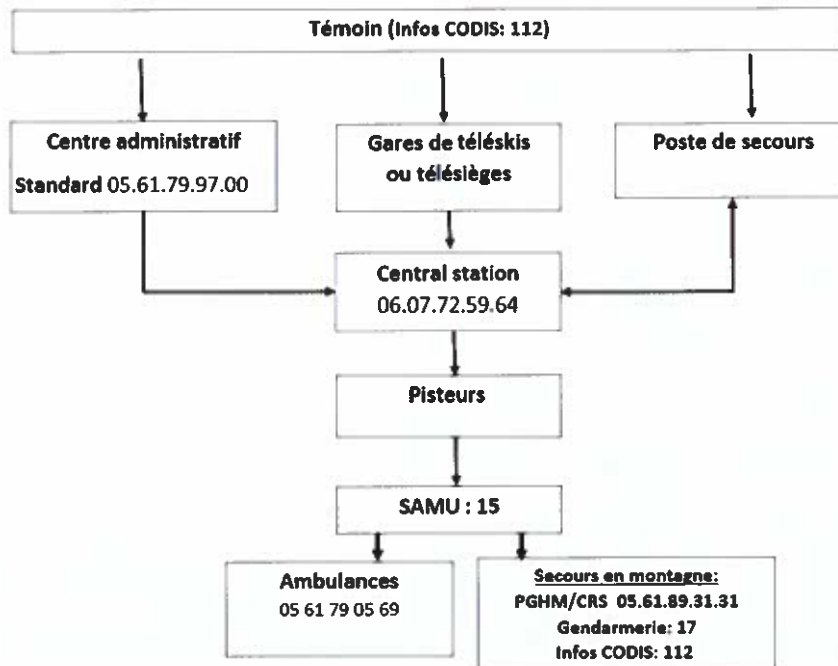 Témoin (Infos CODIS: 112)
Centre administratif
Standard 05.61.79.97.00
Gares de téléskis
ou télésièges
Poste de secours
Central station
06.07.72.59.64
Pisteurs
SAMU : 15
Ambulances
05 61 79 05 69
Secours en montagne:
PGHM/CRS 05.61.89.31.31
Gendarmerie: 17
Infos CODIS: 112